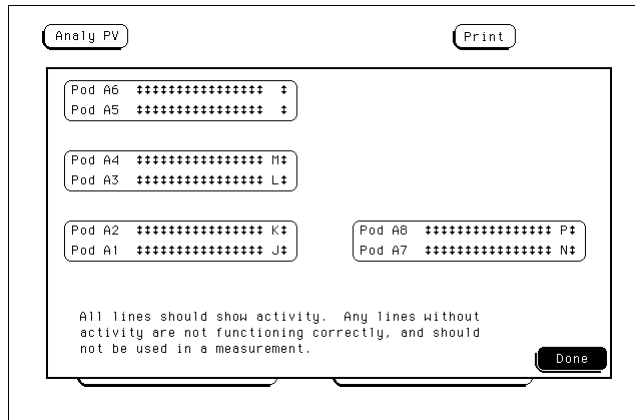 Analy PV
Print
Pod A6 ‡‡‡‡‡‡‡‡‡‡‡‡‡‡‡‡ ‡
Pod A5 ‡‡‡‡‡‡‡‡‡‡‡‡‡‡‡‡ ‡
Pod A4 ‡‡‡‡‡‡‡‡‡‡‡‡‡‡‡‡ M‡
Pod A3 ‡‡‡‡‡‡‡‡‡‡‡‡‡‡‡‡ L‡
Pod A2 ‡‡‡‡‡‡‡‡‡‡‡‡‡‡‡‡ K‡
Pod A1 ‡‡‡‡‡‡‡‡‡‡‡‡‡‡‡‡ J‡
Pod A8 ‡‡‡‡‡‡‡‡‡‡‡‡‡‡‡‡ P‡
Pod A7 ‡‡‡‡‡‡‡‡‡‡‡‡‡‡‡‡ N‡
All lines should show activity. Any lines without
activity are not functioning correctly, and should
not be used in a measurement.
Done